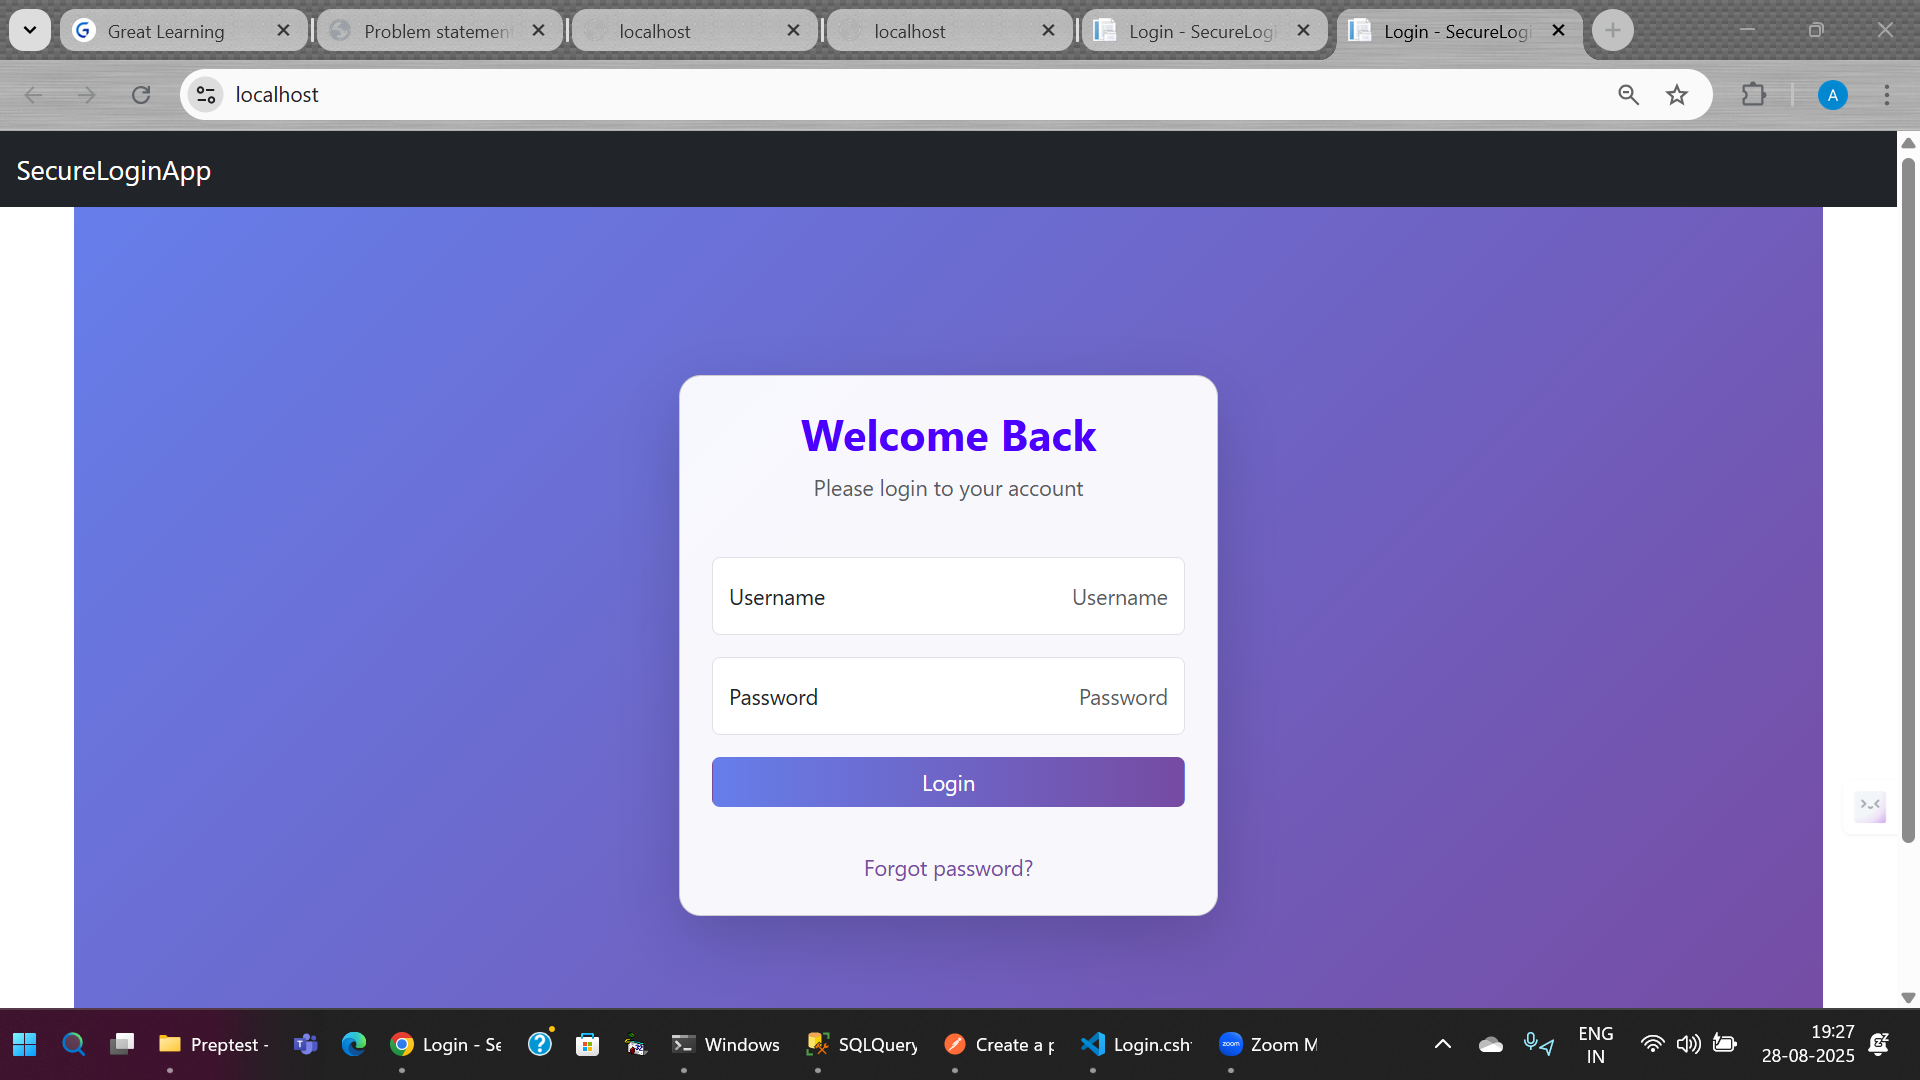 Great Learning
Problem statement
localhost
localhost
Login - SecureLogi
Login - SecureLogi
localhost
A
SecureLoginApp
Welcome Back
Please login to your account
Username Username
Password Password
Login
Forgot password?
Preptest -
Login - Se
Windows
SQLQuery
Create a p
Login.csh
zoom
Zoom M
ENG
IN
19:27
28-08-2025